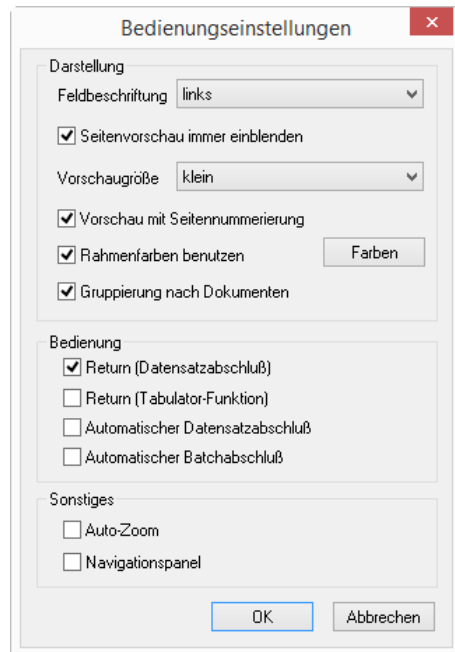 Bedienungseinstellungen
Darstellung
Feldbeschriftung links
Seitenvorschau immer einblenden
Vorschaugröße klein
Vorschau mit Seitennummerierung
Rahmenfarben benutzen Farben
Gruppierung nach Dokumenten
Bedienung
Return (Datensatzabschluß)
Return (Tabulator-Funktion)
Automatischer Datensatzabschluß
Automatischer Batchabschluß
Sonstiges
Auto-Zoom
Navigationspanel
OK Abbrechen